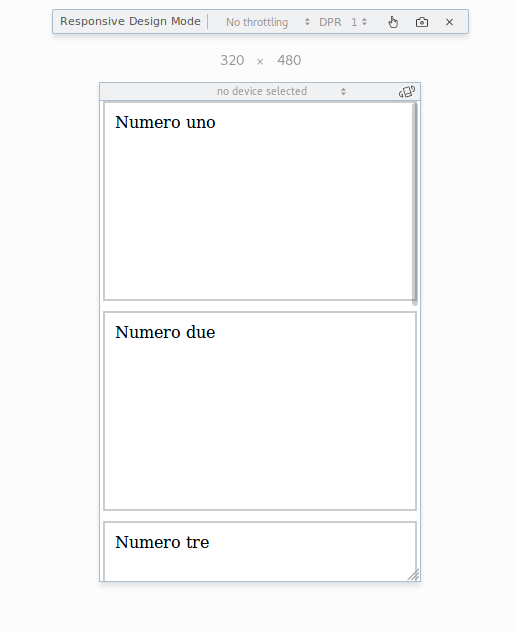 Responsive Design Mode No throttling DPR 1
320 × 480
no device selected
Numero uno
Numero due
Numero tre